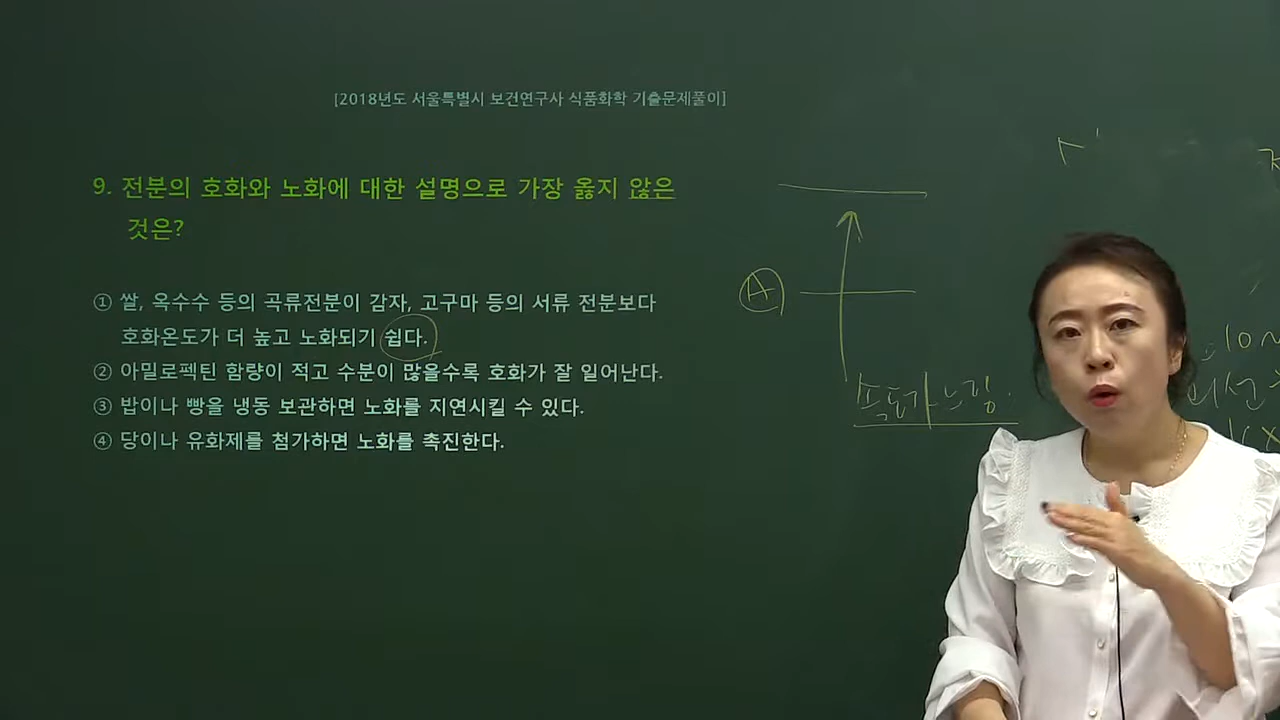 [2018년도 서울특별시 보건연구사 식품화학 기출문제풀이]
9. 전분의 호화와 노화에 대한 설명으로 가장 옳지 않은
것은?
① 쌀, 옥수수 등의 곡류전분이 감자, 고구마 등의 서류 전분보다
호화온도가 더 높고 노화되기 쉽다.
② 아밀로펙틴 함량이 적고 수분이 많을수록 호화가 잘 일어난다.
③ 밥이나 빵을 냉동 보관하면 노화를 지연시킬 수 있다.
④ 당이나 유화제를 첨가하면 노화를 촉진한다.
A
속도가 느림.